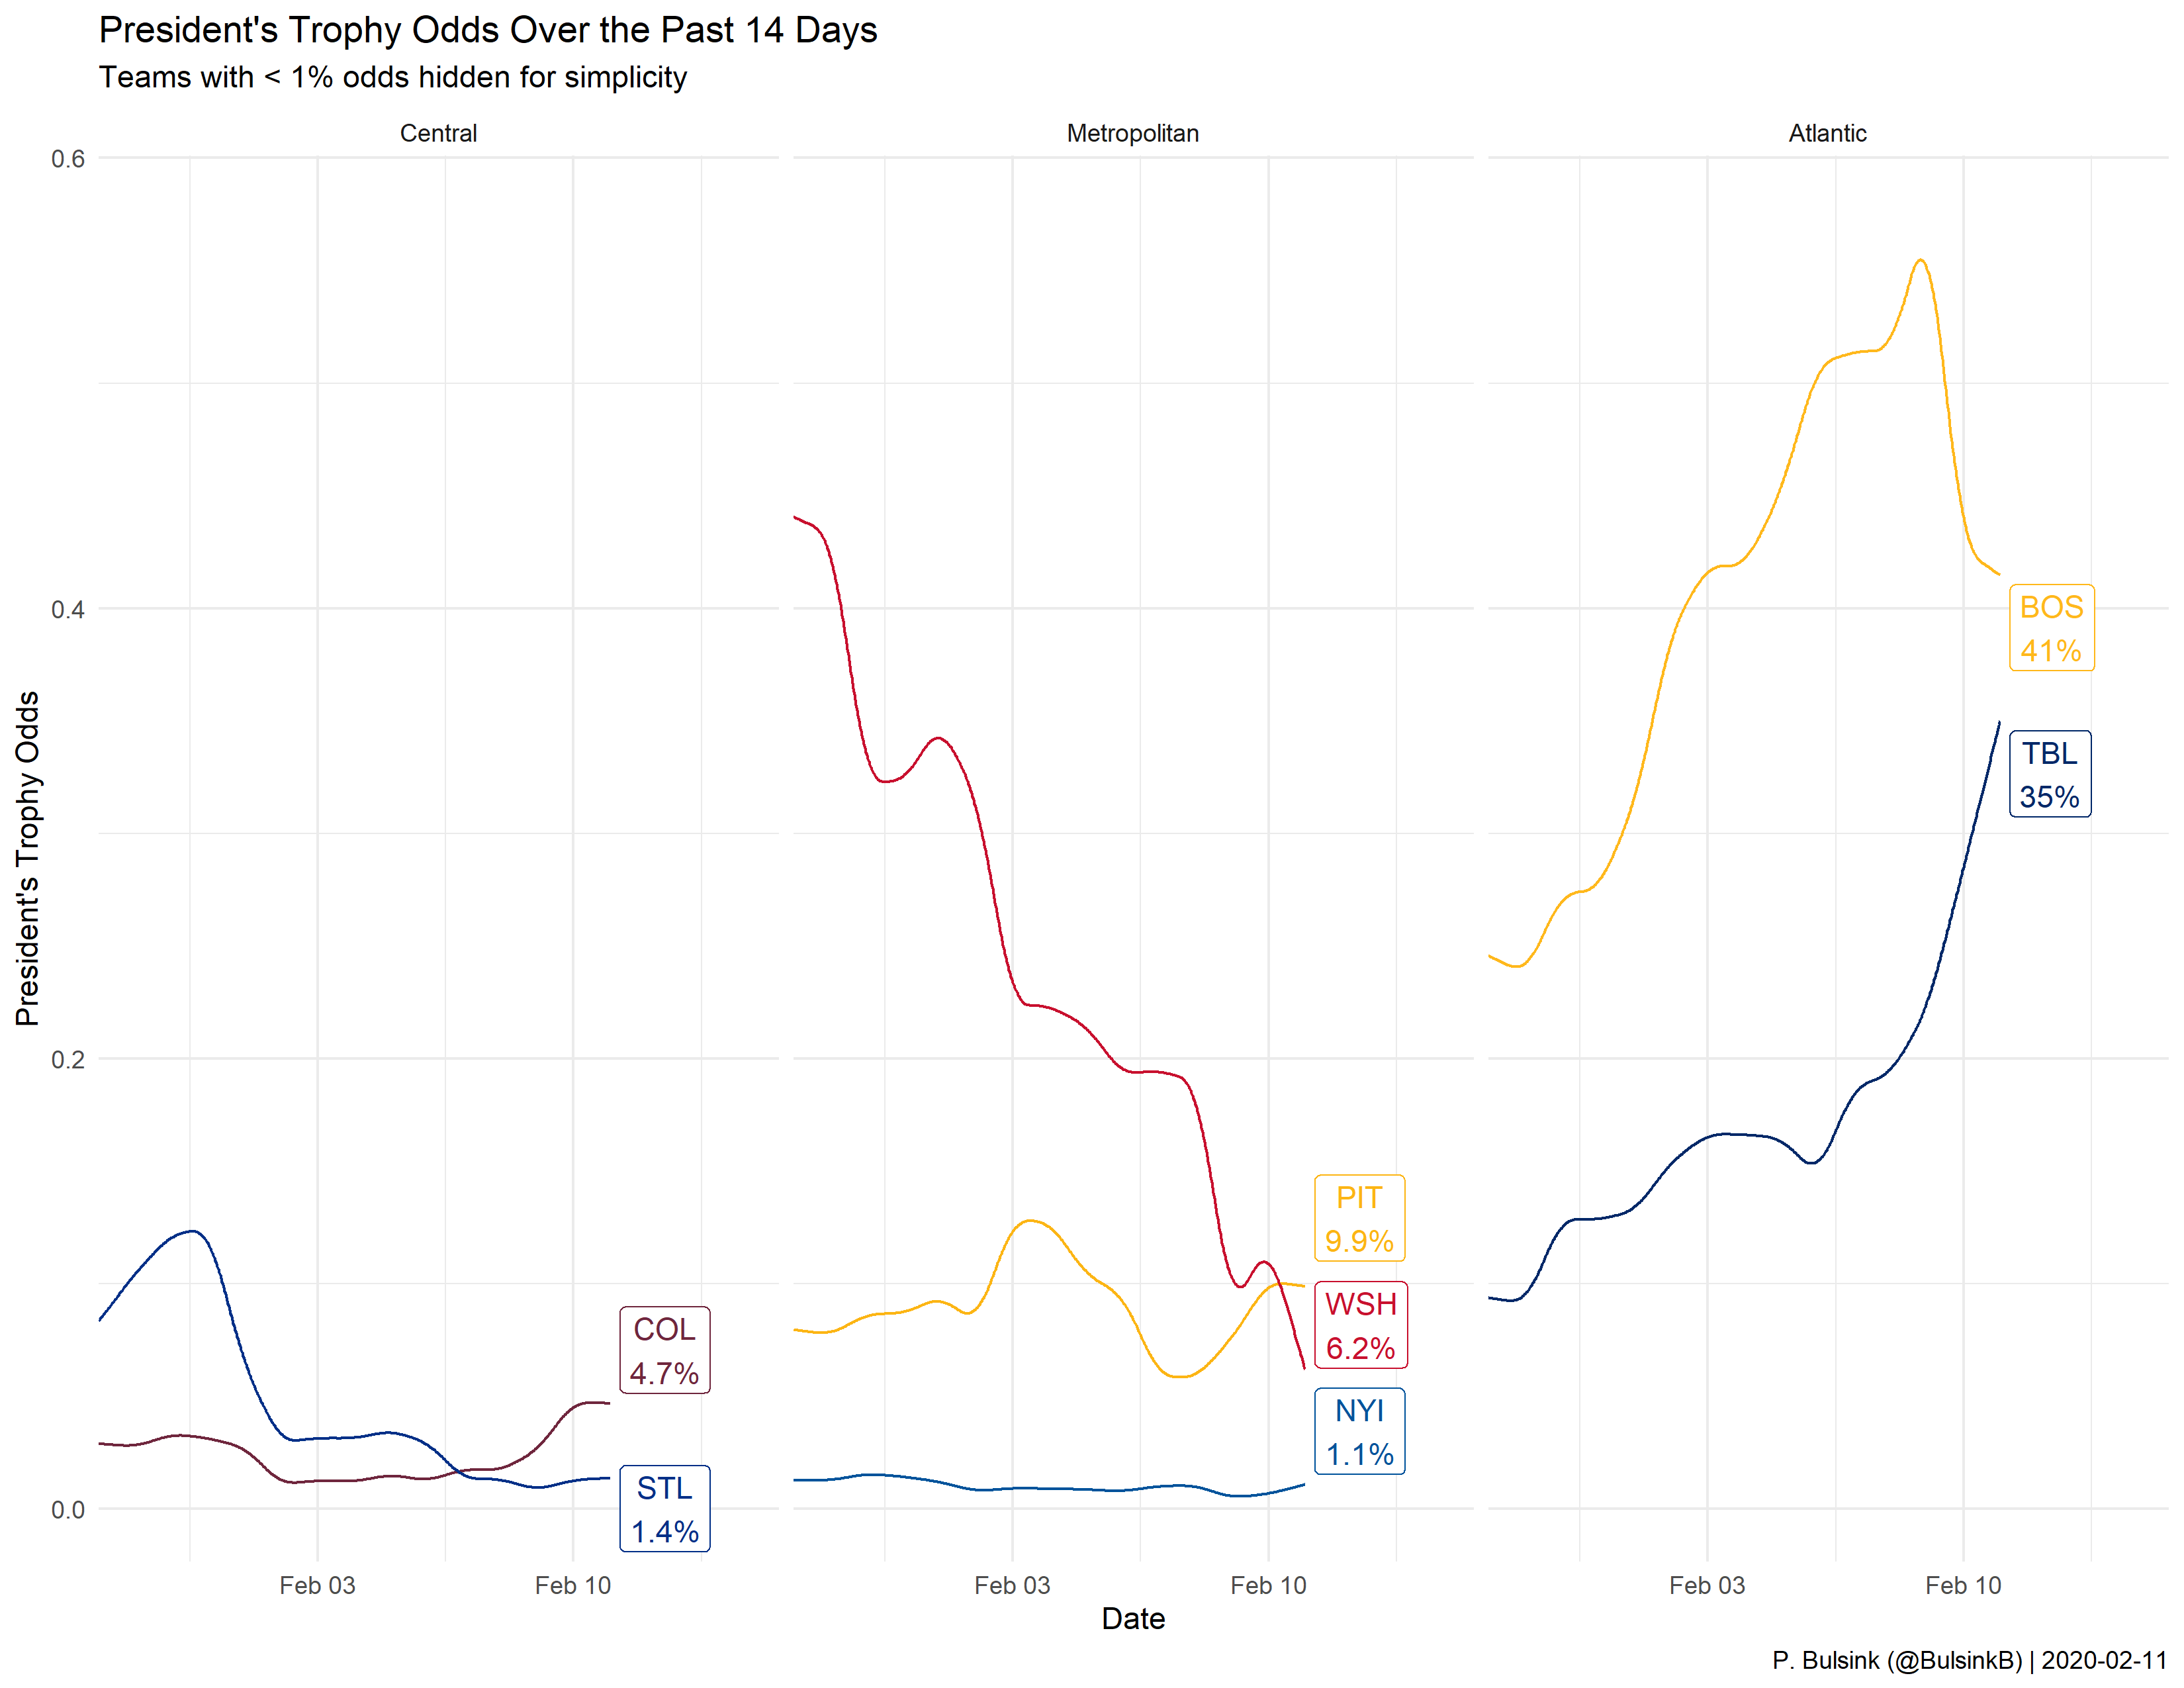 President's Trophy Odds Over the Past 14 Days
Teams with < 1% odds hidden for simplicity
Central
Metropolitan
Atlantic
President's Trophy Odds
0.6
0.4
0.2
0.0
COL
4.7%
STL
1.4%
PIT
9.9%
WSH
6.2%
NYI
1.1%
BOS
41%
TBL
35%
Feb 03
Feb 10
Feb 03
Feb 10
Feb 03
Feb 10
Date
P. Bulsink (@BulsinkB) | 2020-02-11